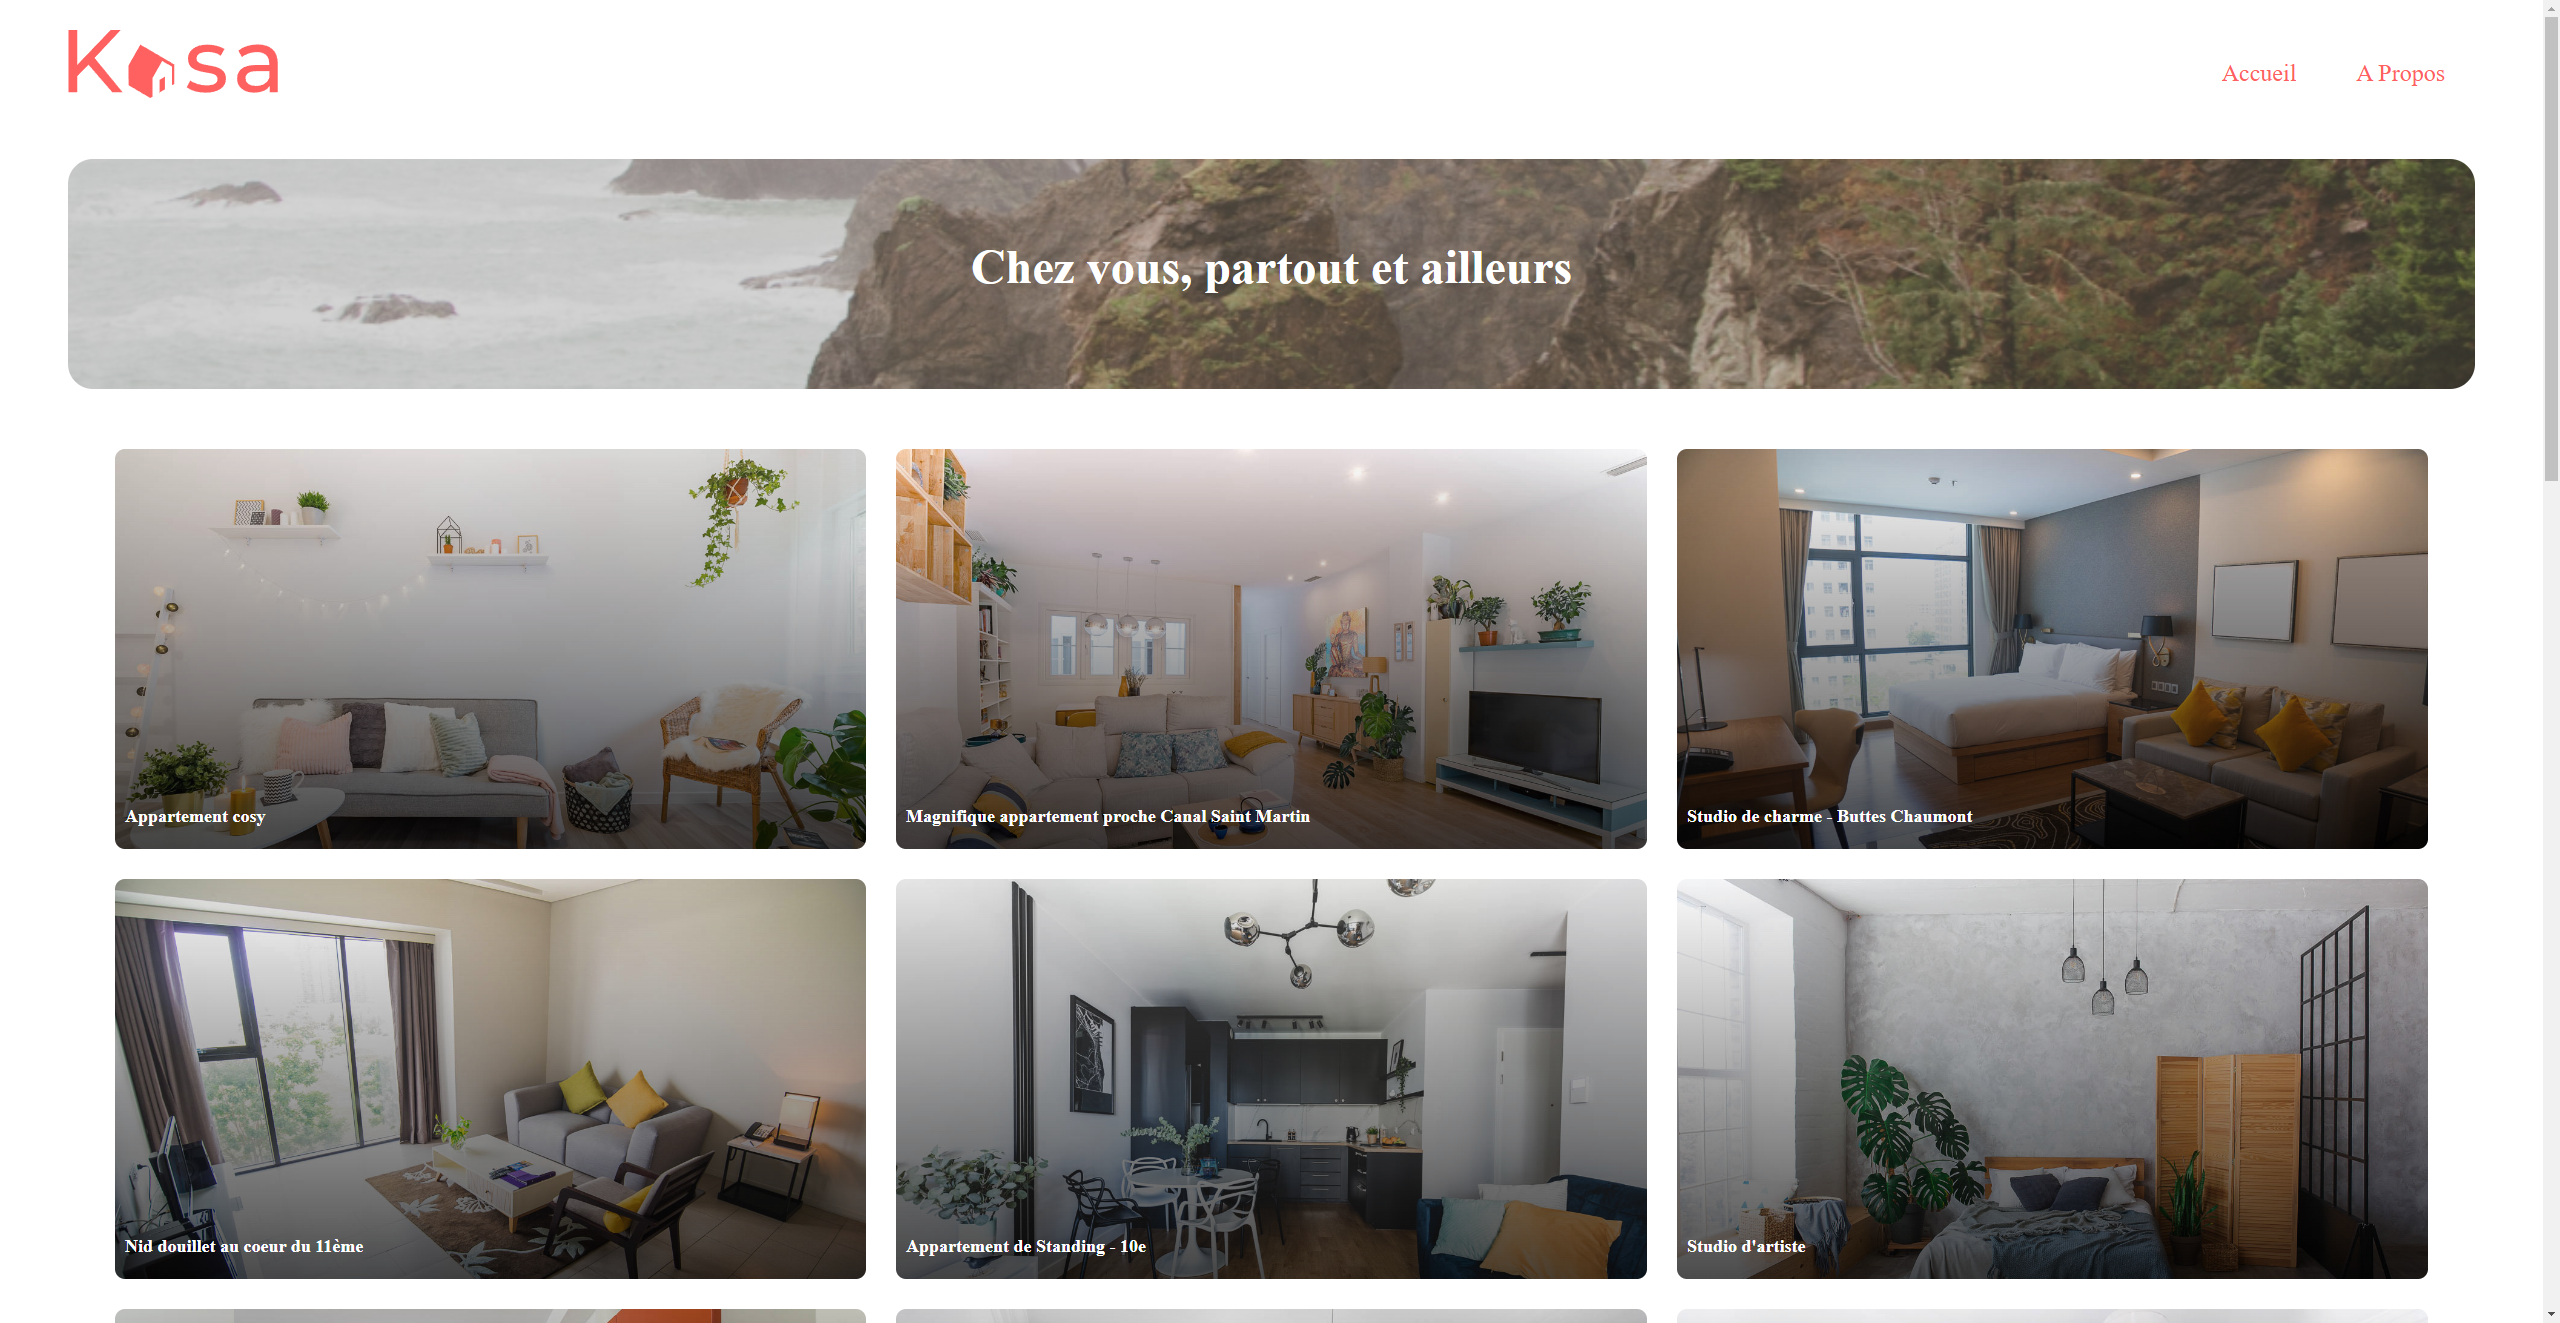 Kasa
Accueil
A Propos
Chez vous, partout et ailleurs
Appartement cosy
Magnifique appartement proche Canal Saint Martin
Studio de charme - Buttes Chaumont
Nid douillet au coeur du 11ème
Appartement de Standing - 10e
Studio d'artiste